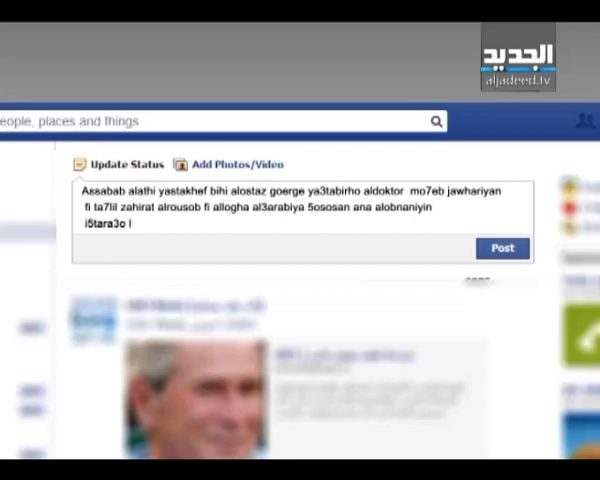 الجديد
aljadeed.tv
eople, places and things
Update Status Add Photos/Video
Assabab alathi yastakhef bihi alostaz goerge ya3tabirho aldoktor mo7eb jawhariyan
fi ta7lil zahirat alrousob fi allogha al3arabiya 5ososan ana alobnaniyin
i5tara3o l
Post